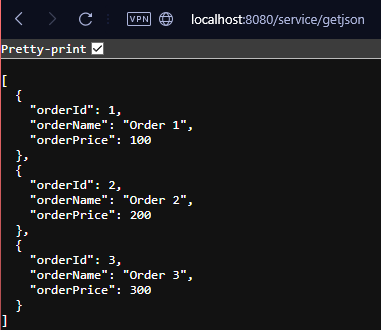 VPN localhost:8080/service/getjson
Pretty-print
[
  {
    "orderId": 1,
    "orderName": "Order 1",
    "orderPrice": 100
  },
  {
    "orderId": 2,
    "orderName": "Order 2",
    "orderPrice": 200
  },
  {
    "orderId": 3,
    "orderName": "Order 3",
    "orderPrice": 300
  }
]